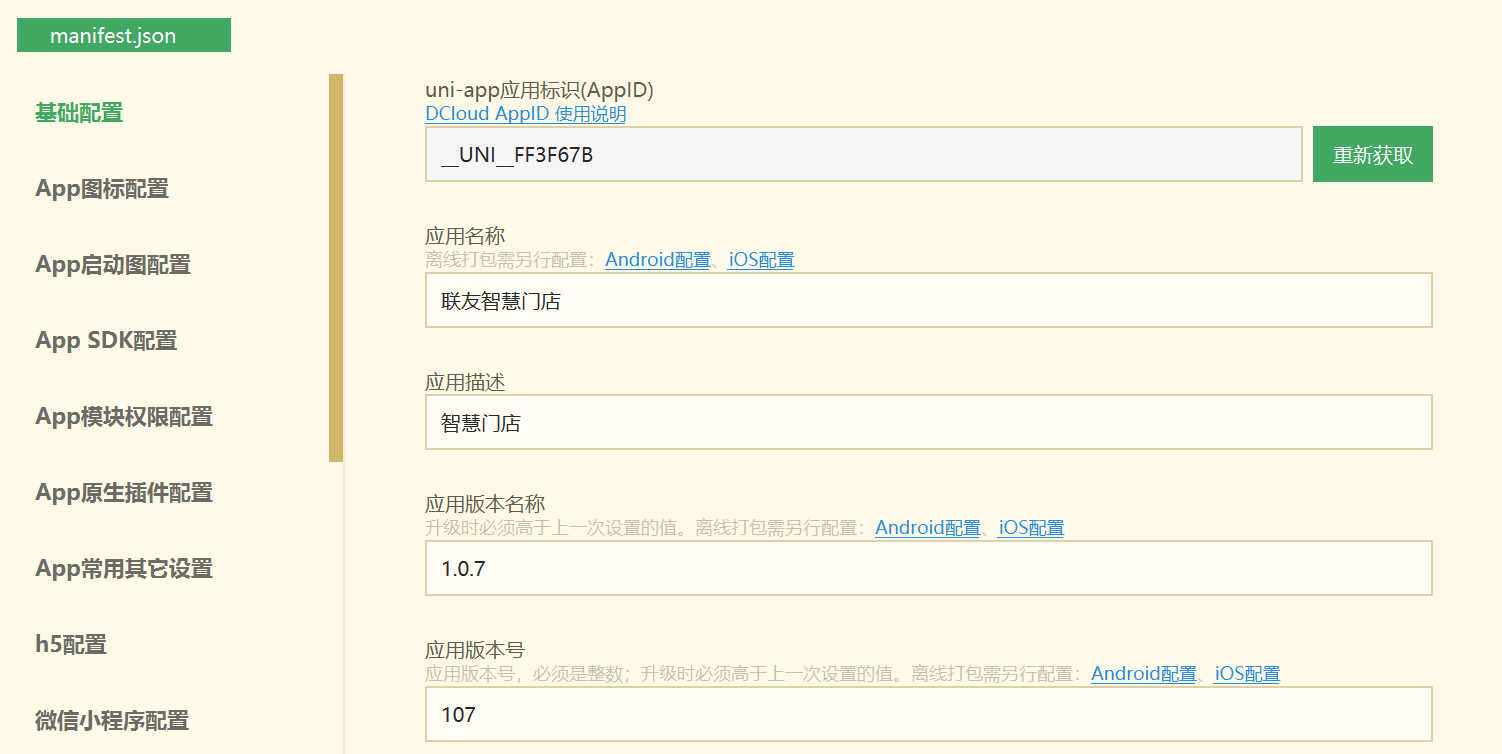 manifest.json
基础配置
App图标配置
App启动图配置
App SDK配置
App模块权限配置
App原生插件配置
App常用其它设置
h5配置
微信小程序配置
uni-app应用标识(AppID)
DCloud AppID 使用说明
__UNI__FF3F67B
重新获取
应用名称
离线打包需另行配置：Android配置、iOS配置
联友智慧门店
应用描述
智慧门店
应用版本名称
升级时必须高于上一次设置的值。离线打包需另行配置：Android配置、iOS配置
1.0.7
应用版本号
应用版本号，必须是整数；升级时必须高于上一次设置的值。离线打包需另行配置：Android配置、iOS配置
107